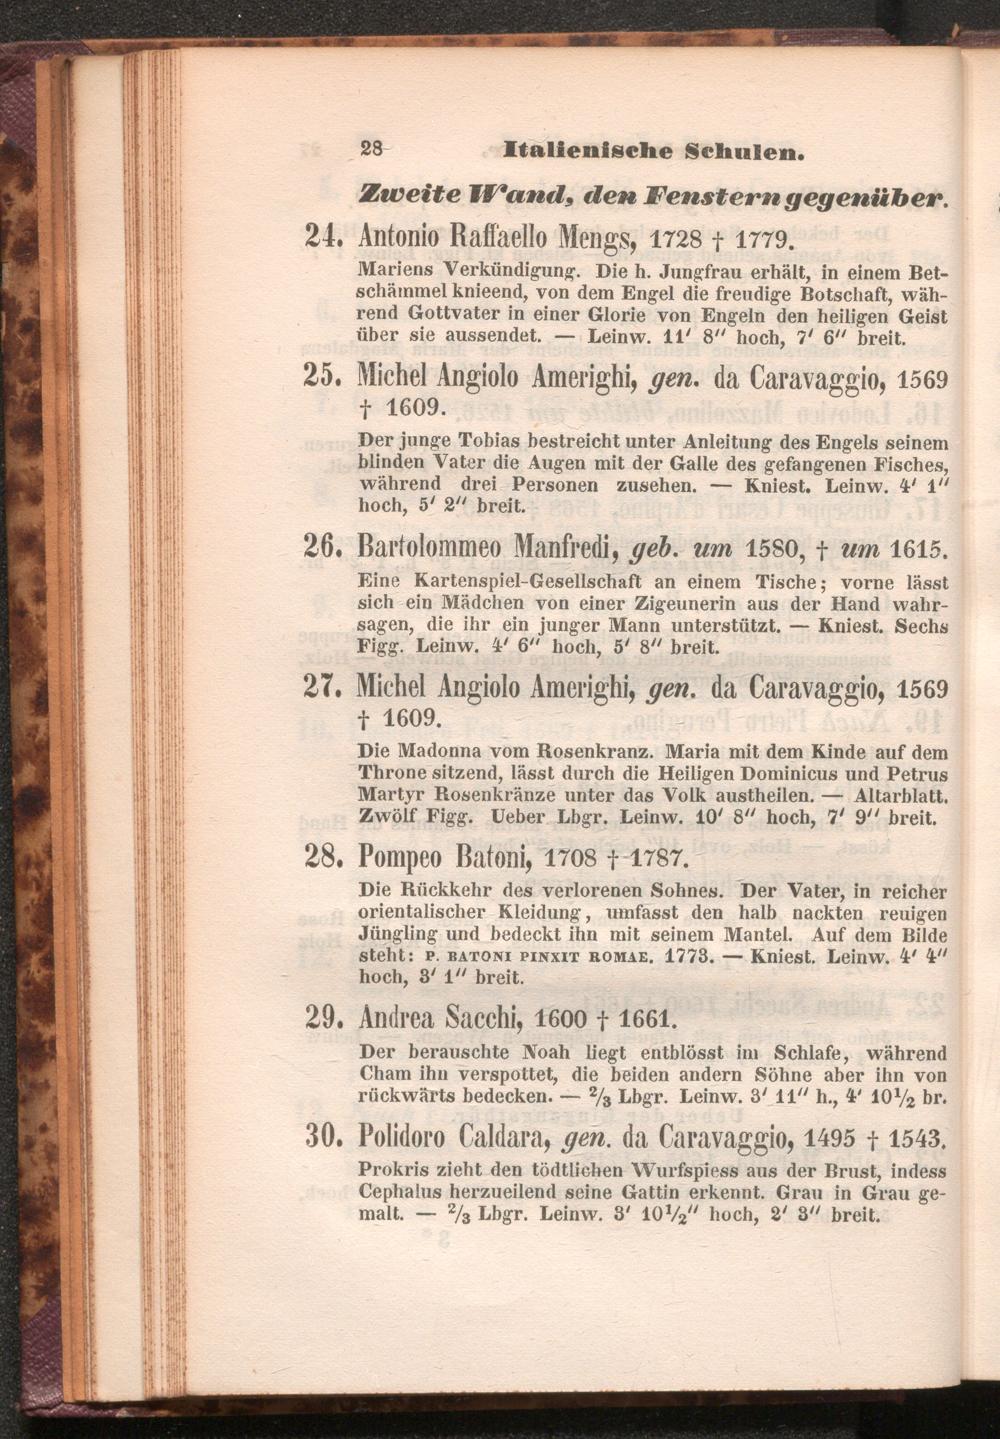 28 Italienische Schulen.
Zweite Wand, den Fenstern gegenüber.
24. Antonio Raffaello Mengs, 1728 † 1779.
Mariens Verkündigung. Die h. Jungfrau erhält, in einem Bet-
schämmel knieend, von dem Engel die freudige Botschaft, wäh-
rend Gottvater in einer Glorie von Engeln den heiligen Geist
über sie aussendet. — Leinw. 11′ 8″ hoch, 7′ 6″ breit.
25. Michel Angiolo Amerighi, gen. da Caravaggio, 1569
† 1609.
Der junge Tobias bestreicht unter Anleitung des Engels seinem
blinden Vater die Augen mit der Galle des gefangenen Fisches,
während drei Personen zusehen. — Kniest. Leinw. 4′ 1″
hoch, 5′ 2″ breit.
26. Bartolommeo Manfredi, geb. um 1580, † um 1615.
Eine Kartenspiel-Gesellschaft an einem Tische; vorne lässt
sich ein Mädchen von einer Zigeunerin aus der Hand wahr-
sagen, die ihr ein junger Mann unterstützt. — Kniest. Sechs
Figg. Leinw. 4′ 6″ hoch, 5′ 8″ breit.
27. Michel Angiolo Amerighi, gen. da Caravaggio, 1569
† 1609.
Die Madonna vom Rosenkranz. Maria mit dem Kinde auf dem
Throne sitzend, lässt durch die Heiligen Dominicus und Petrus
Martyr Rosenkränze unter das Volk austheilen. — Altarblatt.
Zwölf Figg. Ueber Lbgr. Leinw. 10′ 8″ hoch, 7′ 9″ breit.
28. Pompeo Batoni, 1708 † 1787.
Die Rückkehr des verlorenen Sohnes. Der Vater, in reicher
orientalischer Kleidung, umfasst den halb nackten reuigen
Jüngling und bedeckt ihn mit seinem Mantel. Auf dem Bilde
steht: P. BATONI PINXIT ROMAE. 1773. — Kniest. Leinw. 4′ 4″
hoch, 3′ 1″ breit.
29. Andrea Sacchi, 1600 † 1661.
Der berauschte Noah liegt entblösst im Schlafe, während
Cham ihn verspottet, die beiden andern Söhne aber ihn von
rückwärts bedecken. — ⅔ Lbgr. Leinw. 3′ 11″ h., 4′ 10½ br.
30. Polidoro Caldara, gen. da Caravaggio, 1495 † 1543.
Prokris zieht den tödtlichen Wurfspiess aus der Brust, indess
Cephalus herzueilend seine Gattin erkennt. Grau in Grau ge-
malt. — ⅔ Lbgr. Leinw. 3′ 10½″ hoch, 2′ 3″ breit.